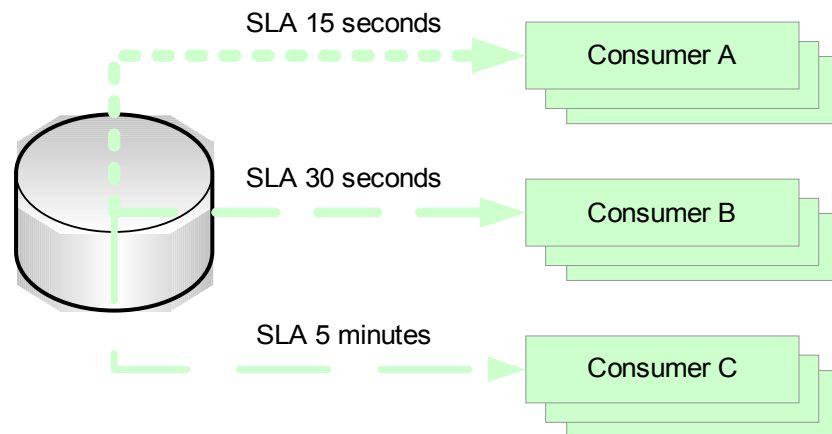 SLA 15 seconds
Consumer A
SLA 30 seconds
Consumer B
SLA 5 minutes
Consumer C